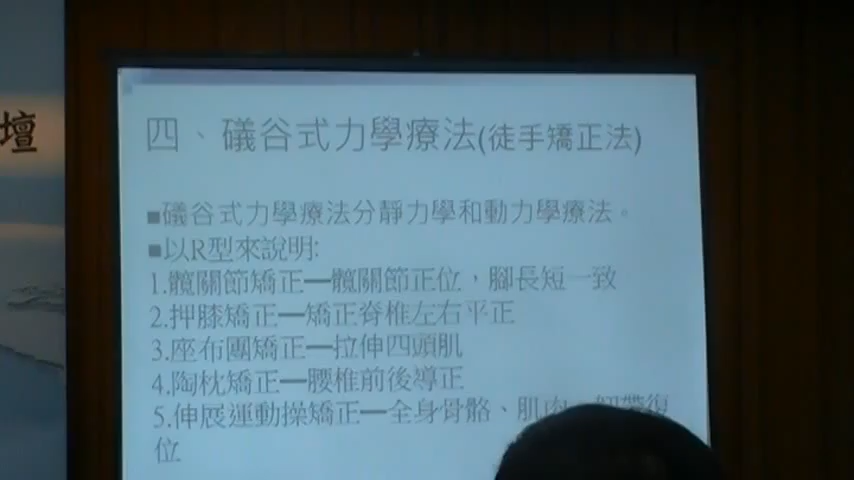 壇
四、礒谷式力學療法(徒手矯正法)
■礒谷式力學療法分靜力學和動力學療法。
■以R型來說明:
1.髖關節矯正—髖關節正位，腳長短一致
2.押膝矯正—矯正脊椎左右平正
3.座布團矯正—拉伸四頭肌
4.陶枕矯正—腰椎前後導正
5.伸展運動操矯正—全身骨骼、肌肉、韌帶復
位